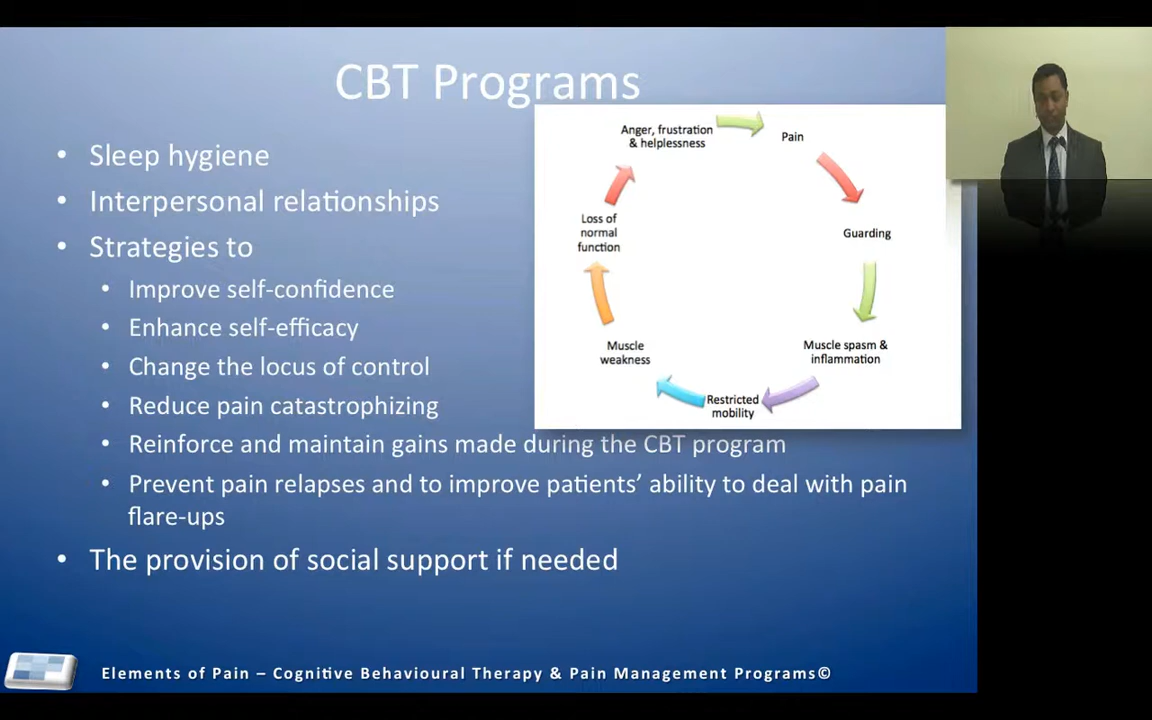 CBT Programs
• Sleep hygiene
• Interpersonal relationships
• Strategies to
• Improve self-confidence
• Enhance self-efficacy
• Change the locus of control
• Reduce pain catastrophizing
• Reinforce and maintain gains made during the CBT program
• Prevent pain relapses and to improve patients’ ability to deal with pain
flare-ups
• The provision of social support if needed
Anger, frustration
& helplessness
Pain
Guarding
Muscle spasm &
inflammation
Restricted
mobility
Muscle
weakness
Loss of
normal
function
Elements of Pain – Cognitive Behavioural Therapy & Pain Management Programs©